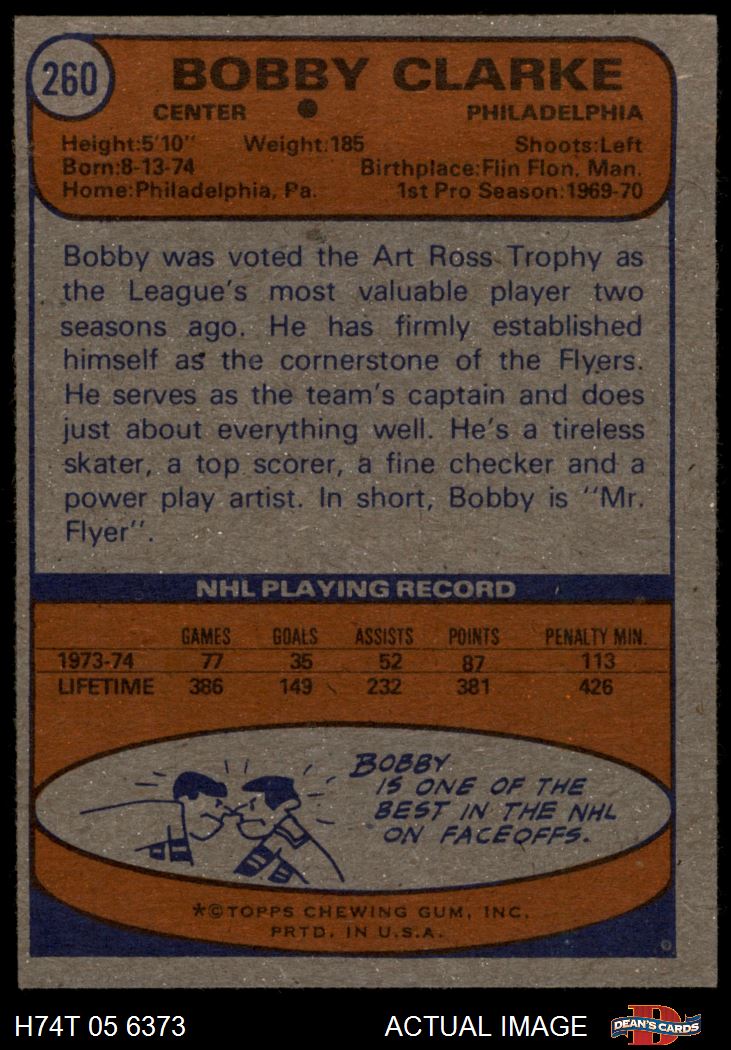 260
BOBBY CLARKE
CENTER PHILADELPHIA
Height:5'10" Weight:185 Shoots:Left
Born:8-13-74 Birthplace:Flin Flon, Man.
Home:Philadelphia, Pa. 1st Pro Season:1969-70
Bobby was voted the Art Ross Trophy as
the League's most valuable player two
seasons ago. He has firmly established
himself as the cornerstone of the Flyers.
He serves as the team's captain and does
just about everything well. He's a tireless
skater, a top scorer, a fine checker and a
power play artist. In short, Bobby is "Mr.
Flyer".
NHL PLAYING RECORD
GAMES GOALS ASSISTS POINTS PENALTY MIN.
1973-74 77 35 52 87 113
LIFETIME 386 149 232 381 426
BOBBY
IS ONE OF THE
BEST IN THE NHL
ON FACEOFFS.
*©TOPPS CHEWING GUM, INC.
PRTD. IN U.S.A.
H74T 05 6373 ACTUAL IMAGE D DEAN'S CARDS